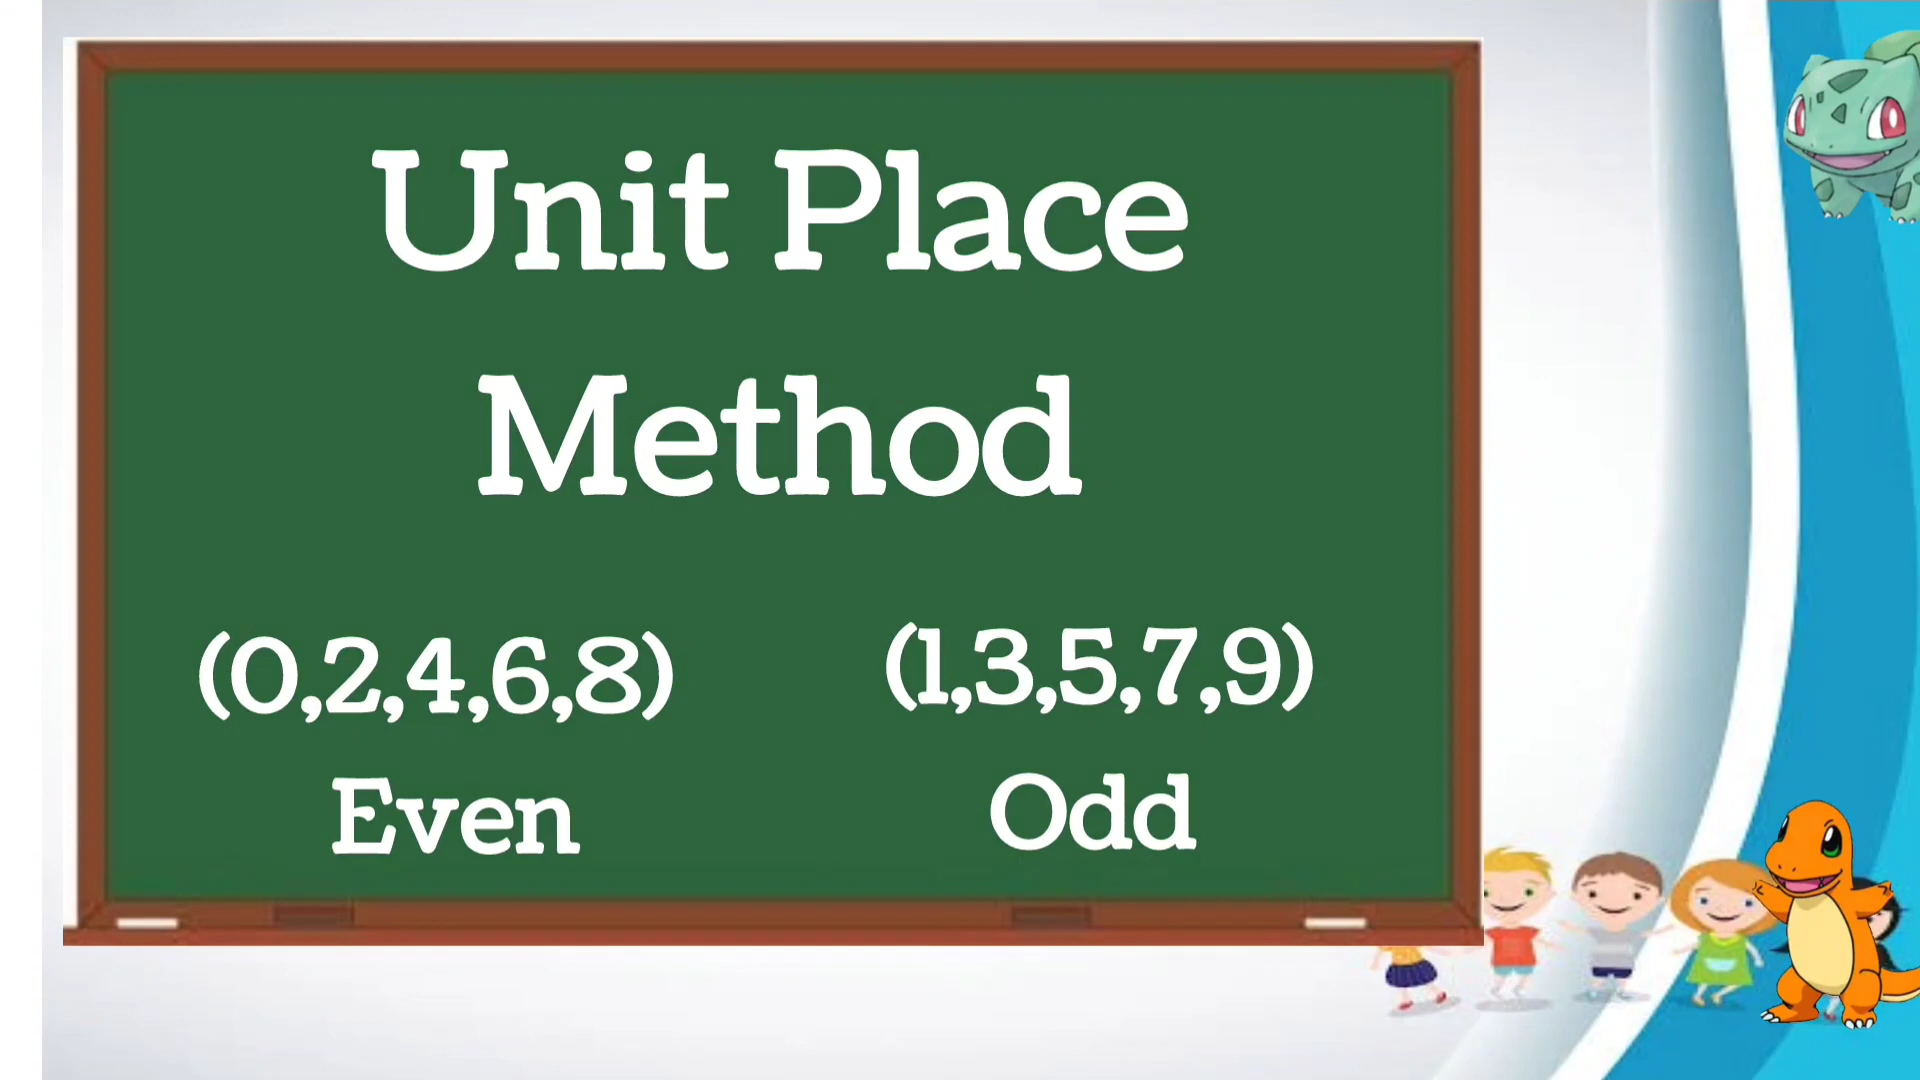 Unit Place
Method
(0,2,4,6,8) (1,3,5,7,9)
Even Odd